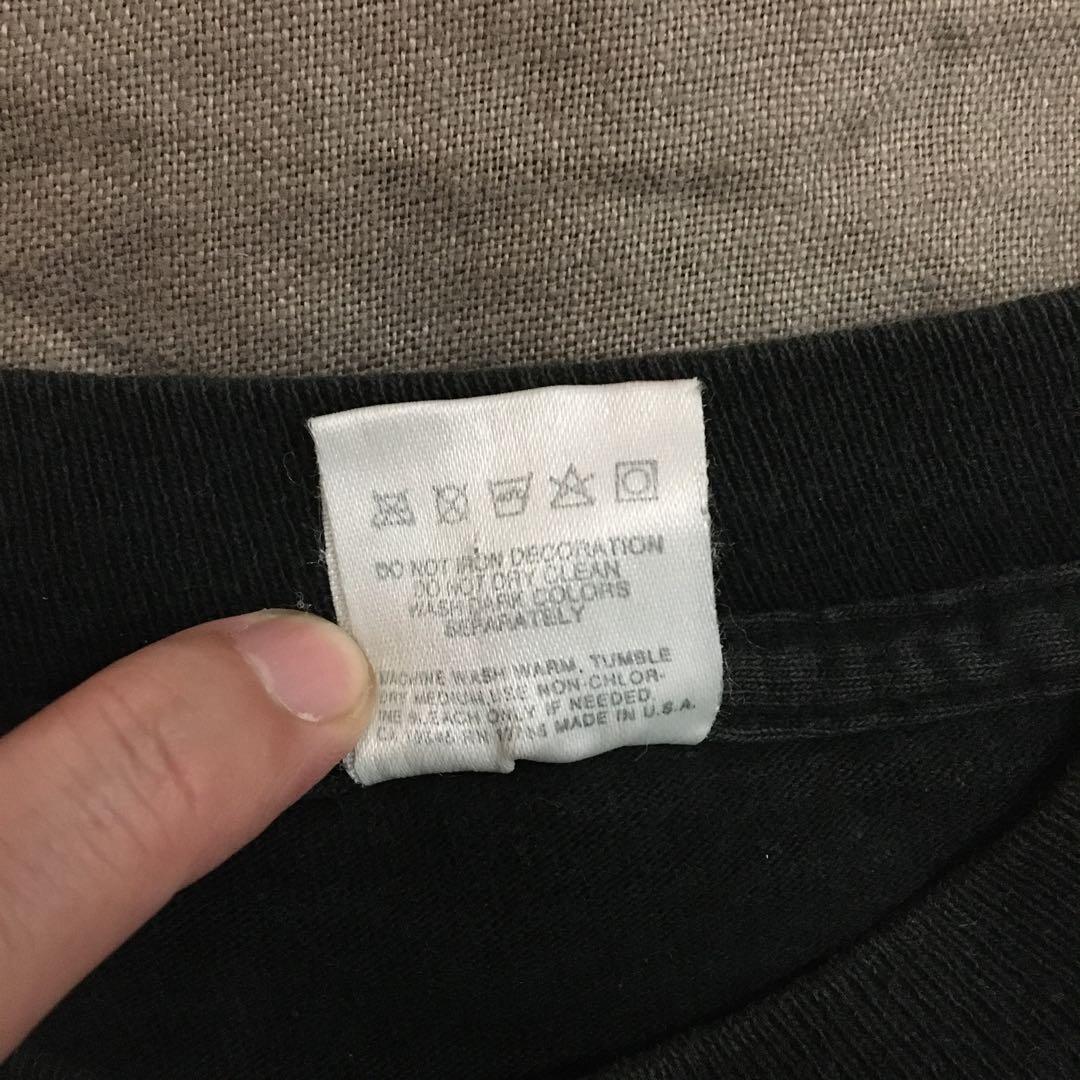 DO NOT IRON DECORATION
DO NOT DRY CLEAN
WASH DARK COLORS
SEPARATELY
MACHINE WASH WARM, TUMBLE
DRY MEDIUM, USE NON-CHLOR-
INE BLEACH ONLY IF NEEDED
RN MADE IN U.S.A.